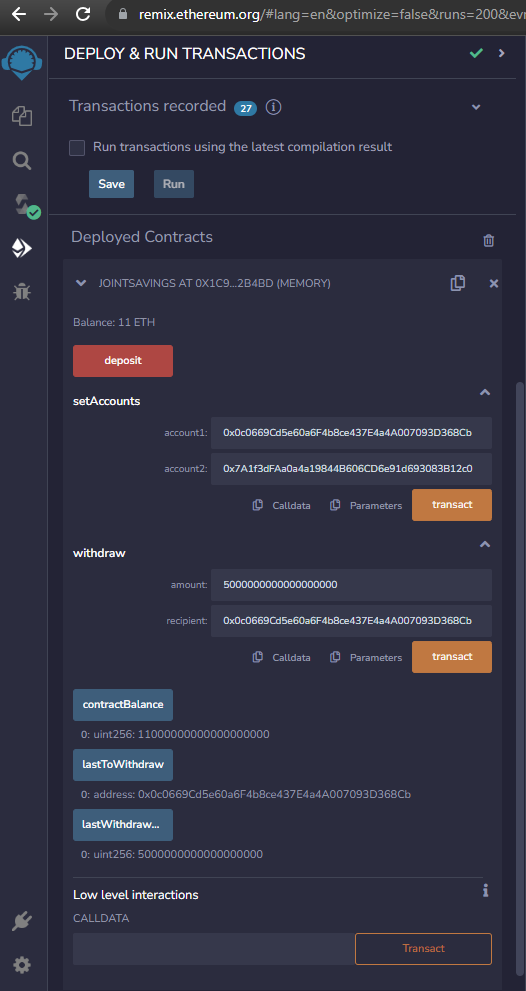 remix.ethereum.org/#lang=en&optimize=false&runs=200&ev
DEPLOY & RUN TRANSACTIONS
Transactions recorded 27 i
Run transactions using the latest compilation result
Save Run
Deployed Contracts
JOINTSAVINGS AT 0X1C9...2B4BD (MEMORY)
Balance: 11 ETH
deposit
setAccounts
account1: 0x0c0669Cd5e60a6F4b8ce437E4a4A007093D368Cb
account2: 0x7A1f3dFAa0a4a19844B606CD6e91d693083B12c0
Calldata Parameters transact
withdraw
amount: 5000000000000000000
recipient: 0x0c0669Cd5e60a6F4b8ce437E4a4A007093D368Cb
Calldata Parameters transact
contractBalance
0: uint256: 11000000000000000000
lastToWithdraw
0: address: 0x0c0669Cd5e60a6F4b8ce437E4a4A007093D368Cb
lastWithdraw...
0: uint256: 5000000000000000000
Low level interactions i
CALLDATA
Transact